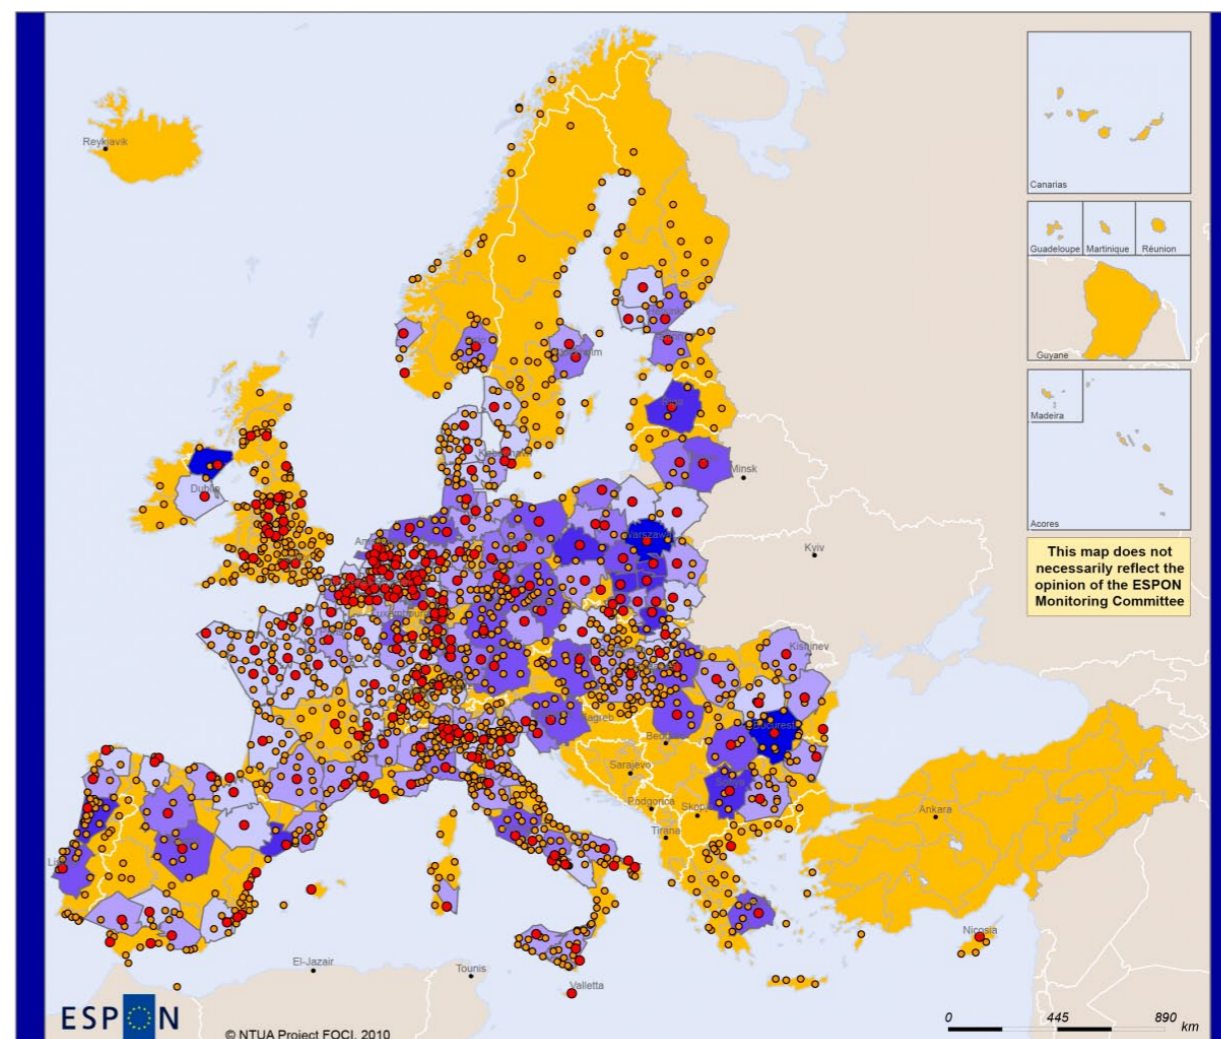 Reykjavik
Canarias
Guadeloupe
Martinique
Réunion
Guyane
Madeira
Acores
This map does not
necessarily reflect the
opinion of the ESPON
Monitoring Committee
Minsk
Dublin
Warszawa
Kyiv
Kishinev
Zagreb
Bucuresti
Sarajevo
Podgorica
Skop
Tirana
Ankara
Nicosia
El-Jazair
Tounis
Valletta
ESPON
© NTUA Project FOCI, 2010
0 445 890
km